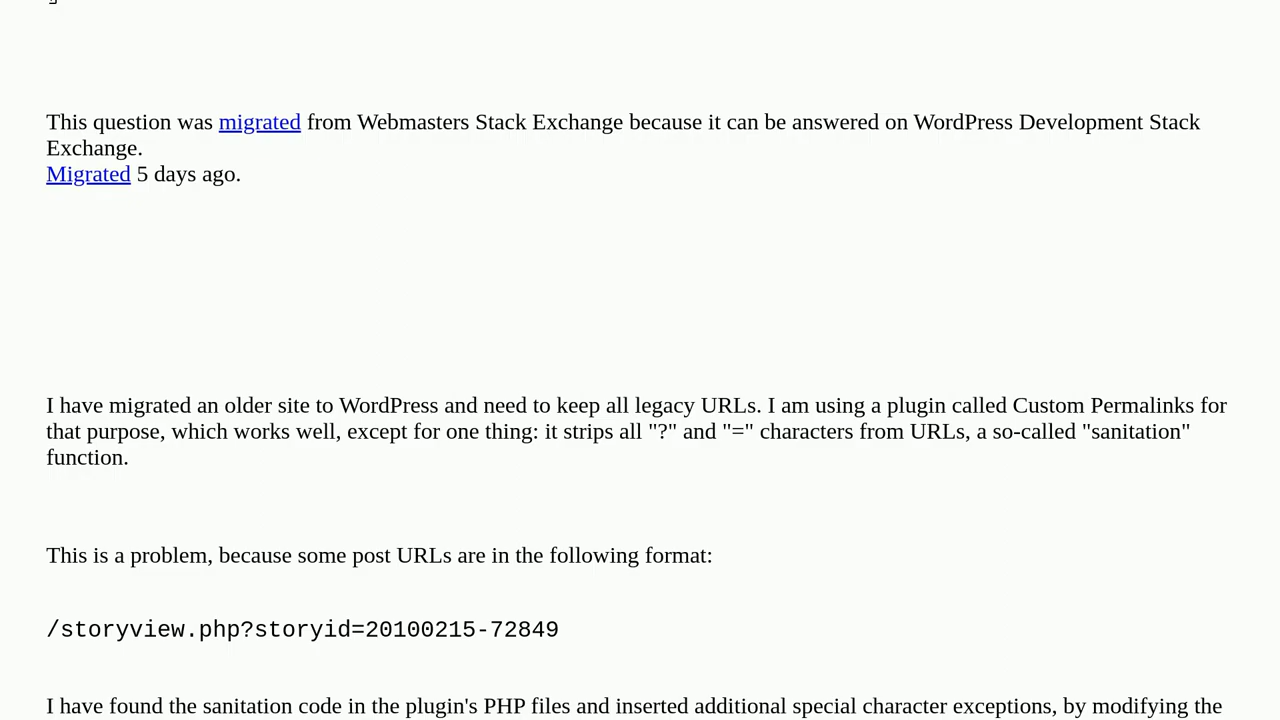 This question was migrated from Webmasters Stack Exchange because it can be answered on WordPress Development Stack
Exchange.
Migrated 5 days ago.
I have migrated an older site to WordPress and need to keep all legacy URLs. I am using a plugin called Custom Permalinks for
that purpose, which works well, except for one thing: it strips all "?" and "=" characters from URLs, a so-called "sanitation"
function.
This is a problem, because some post URLs are in the following format:
/storyview.php?storyid=20100215-72849
I have found the sanitation code in the plugin's PHP files and inserted additional special character exceptions, by modifying the